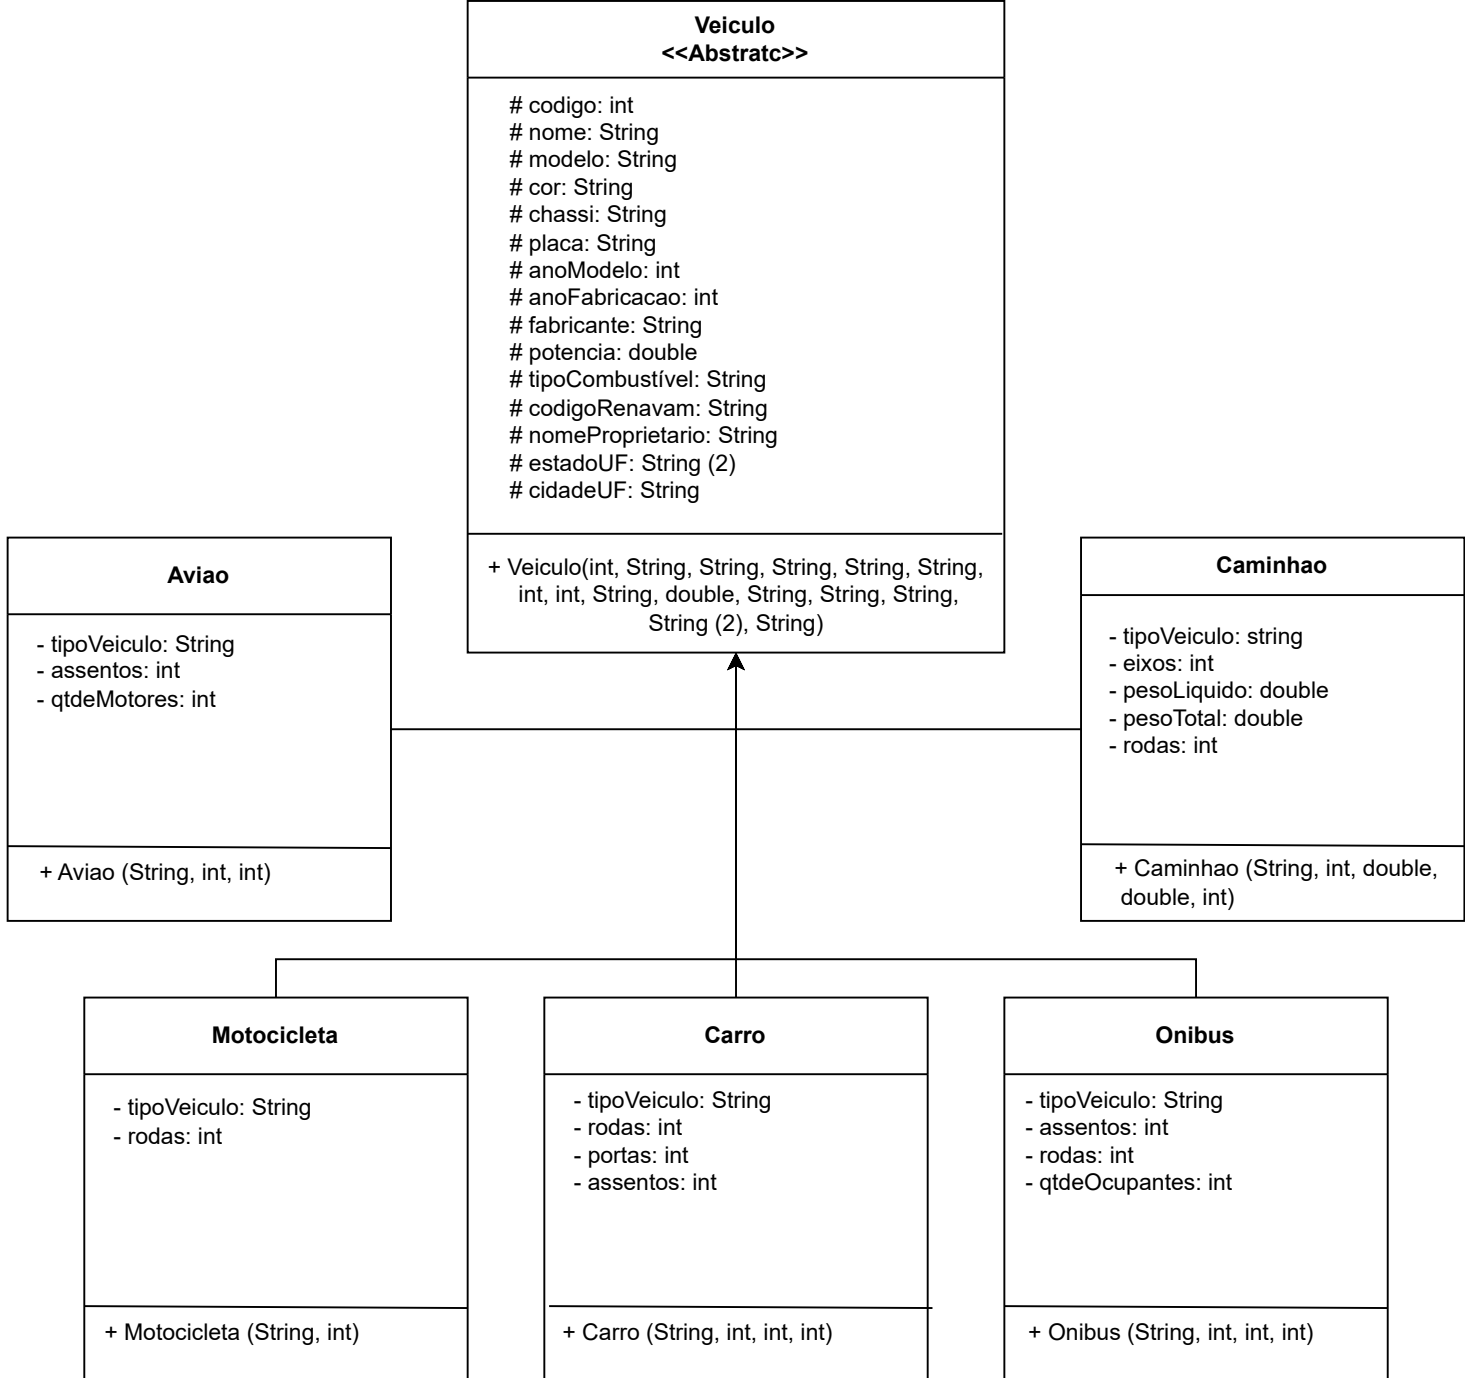 Veiculo
<<Abstratc>>
# codigo: int
# nome: String
# modelo: String
# cor: String
# chassi: String
# placa: String
# anoModelo: int
# anoFabricacao: int
# fabricante: String
# potencia: double
# tipoCombustível: String
# codigoRenavam: String
# nomeProprietario: String
# estadoUF: String (2)
# cidadeUF: String
+ Veiculo(int, String, String, String, String, String,
int, int, String, double, String, String, String,
String (2), String)
Aviao
- tipoVeiculo: String
- assentos: int
- qtdeMotores: int
+ Aviao (String, int, int)
Caminhao
- tipoVeiculo: string
- eixos: int
- pesoLiquido: double
- pesoTotal: double
- rodas: int
+ Caminhao (String, int, double,
double, int)
Motocicleta
- tipoVeiculo: String
- rodas: int
+ Motocicleta (String, int)
Carro
- tipoVeiculo: String
- rodas: int
- portas: int
- assentos: int
+ Carro (String, int, int, int)
Onibus
- tipoVeiculo: String
- assentos: int
- rodas: int
- qtdeOcupantes: int
+ Onibus (String, int, int, int)